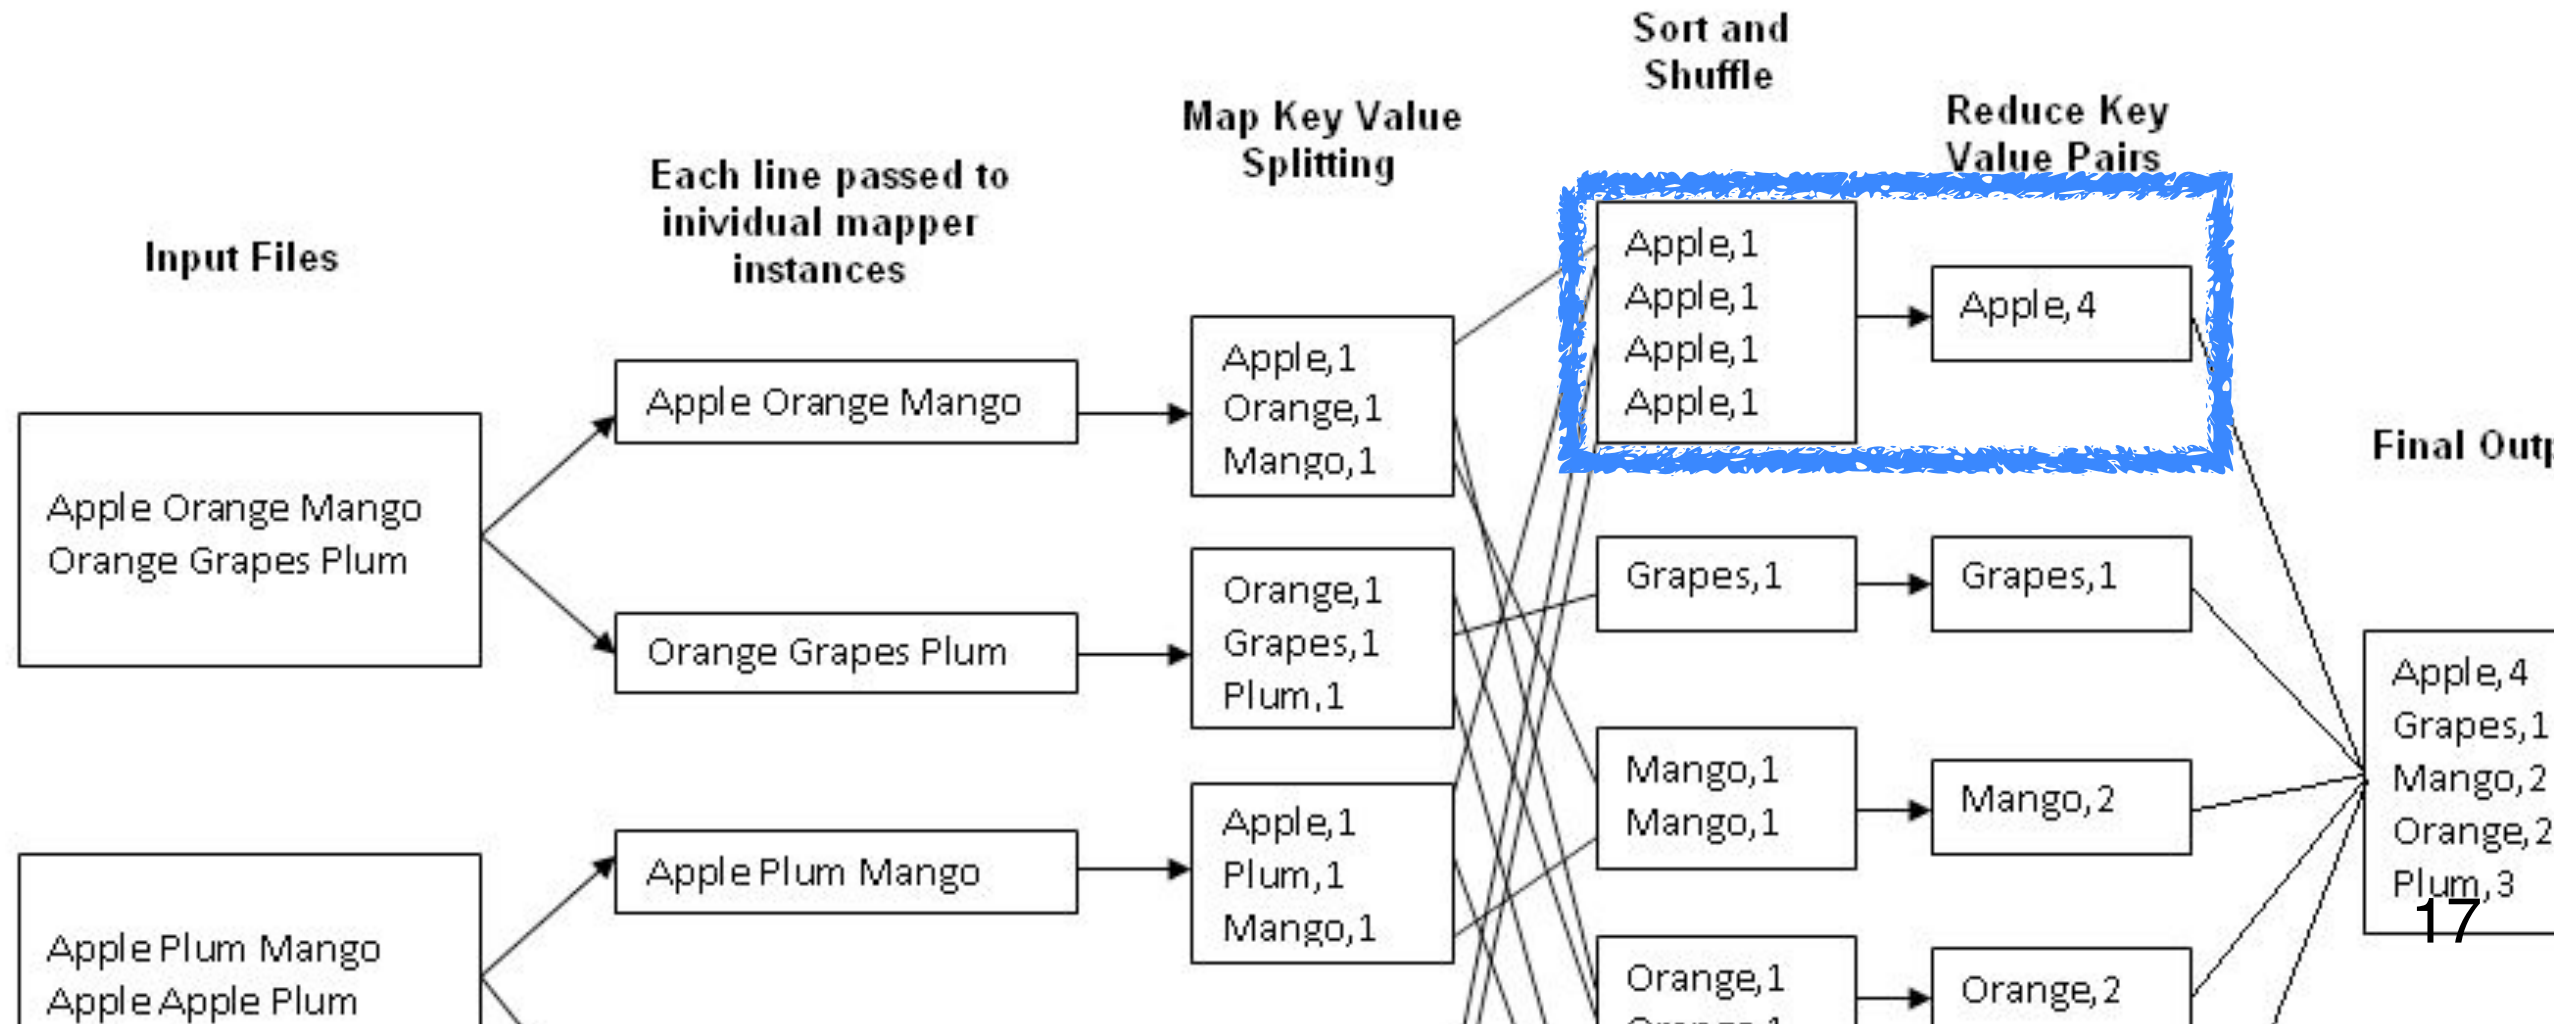 Sort and
Shuffle
Map Key Value
Splitting
Reduce Key
Value Pairs
Each line passed to
inividual mapper
instances
Input Files
Final Outp
Apple Orange Mango
Orange Grapes Plum
Apple Plum Mango
Apple Apple Plum
Apple Orange Mango
Orange Grapes Plum
Apple Plum Mango
Apple,1
Orange,1
Mango,1
Orange,1
Grapes,1
Plum,1
Apple,1
Plum,1
Mango,1
Apple,1
Apple,1
Apple,1
Apple,1
Grapes,1
Mango,1
Mango,1
Orange,1
Apple,4
Grapes,1
Mango,2
Orange,2
Apple,4
Grapes,1
Mango,2
Orange,2
Plum,3
17